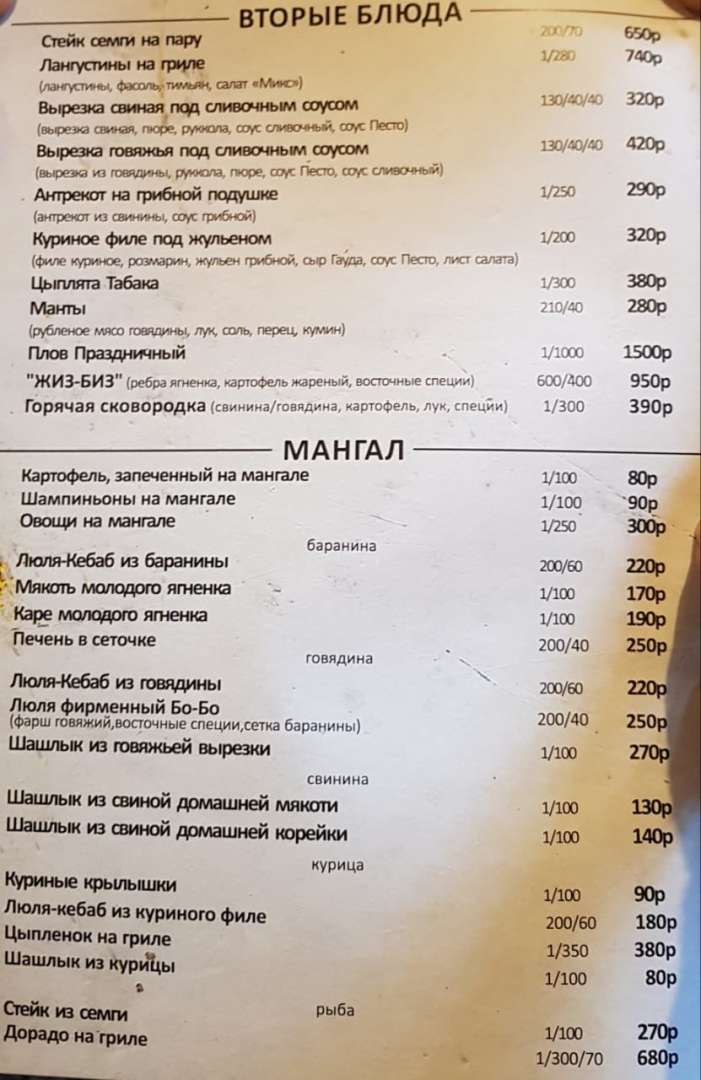 ВТОРЫЕ БЛЮДА
Стейк семги на пару 200/70 650р
Лангустины на гриле 1/280 740р
(лангустины, фасоль, тимьян, салат «Микс»)
Вырезка свиная под сливочным соусом 130/40/40 320р
(вырезка свиная, пюре, руккола, соус сливочный, соус Песто)
Вырезка говяжья под сливочным соусом 130/40/40 420р
(вырезка из говядины, руккола, пюре, соус Песто, соус сливочный)
Антрекот на грибной подушке 1/250 290р
(антрекот из свинины, соус грибной)
Куриное филе под жульеном 1/200 320р
(филе куриное, розмарин, жульен грибной, сыр Гауда, соус Песто, лист салата)
Цыплята Табака 1/300 380р
Манты 210/40 280р
(рубленое мясо говядины, лук, соль, перец, кумин)
Плов Праздничный 1/1000 1500р
"ЖИЗ-БИЗ" (ребра ягненка, картофель жареный, восточные специи) 600/400 950р
Горячая сковородка (свинина/говядина, картофель, лук, специи) 1/300 390р
МАНГАЛ
Картофель, запеченный на мангале 1/100 80р
Шампиньоны на мангале 1/100 90р
Овощи на мангале 1/250 300р
баранина
Люля-Кебаб из баранины 200/60 220р
Мякоть молодого ягненка 1/100 170р
Каре молодого ягненка 1/100 190р
Печень в сеточке 200/40 250р
говядина
Люля-Кебаб из говядины 200/60 220р
Люля фирменный Бо-Бо 200/40 250р
(фарш говяжий,восточные специи,сетка баранины)
Шашлык из говяжьей вырезки 1/100 270р
свинина
Шашлык из свиной домашней мякоти 1/100 130р
Шашлык из свиной домашней корейки 1/100 140р
курица
Куриные крылышки 1/100 90р
Люля-кебаб из куриного филе 200/60 180р
Цыпленок на гриле 1/350 380р
Шашлык из курицы 1/100 80р
рыба
Стейк из семги 1/100 270р
Дорадо на гриле 1/300/70 680р